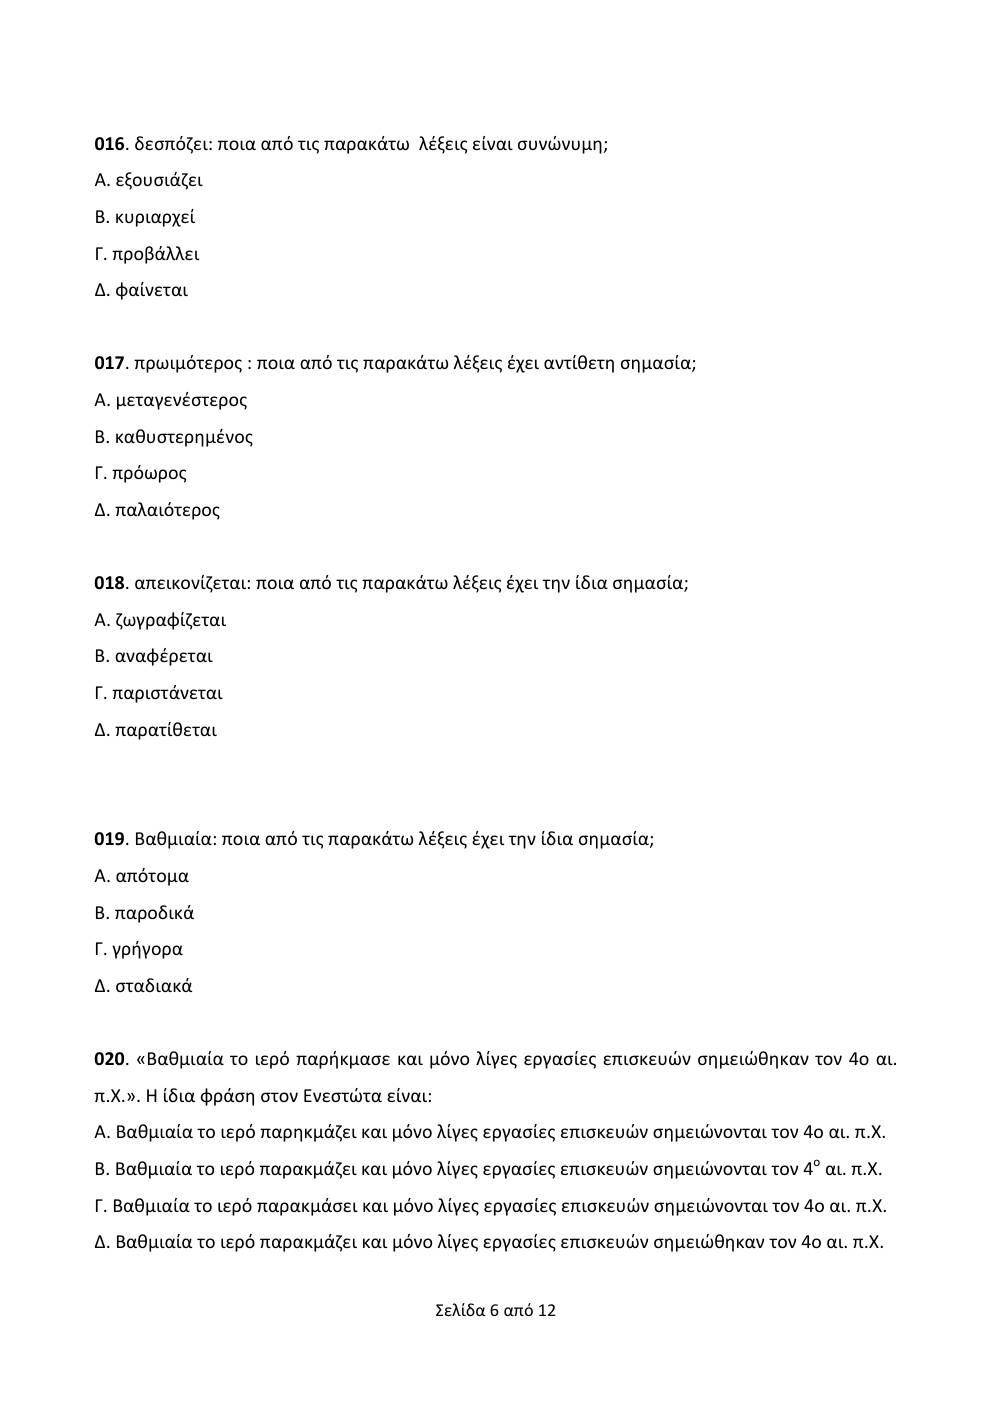 016. δεσπόζει: ποια από τις παρακάτω  λέξεις είναι συνώνυμη;
Α. εξουσιάζει
Β. κυριαρχεί
Γ. προβάλλει
Δ. φαίνεται
017. πρωιμότερος : ποια από τις παρακάτω λέξεις έχει αντίθετη σημασία;
Α. μεταγενέστερος
Β. καθυστερημένος
Γ. πρόωρος
Δ. παλαιότερος
018. απεικονίζεται: ποια από τις παρακάτω λέξεις έχει την ίδια σημασία;
Α. ζωγραφίζεται
Β. αναφέρεται
Γ. παριστάνεται
Δ. παρατίθεται
019. Βαθμιαία: ποια από τις παρακάτω λέξεις έχει την ίδια σημασία;
Α. απότομα
Β. παροδικά
Γ. γρήγορα
Δ. σταδιακά
020. «Βαθμιαία το ιερό παρήκμασε και μόνο λίγες εργασίες επισκευών σημειώθηκαν τον 4ο αι.
π.Χ.». Η ίδια φράση στον Ενεστώτα είναι:
Α. Βαθμιαία το ιερό παρηκμάζει και μόνο λίγες εργασίες επισκευών σημειώνονται τον 4ο αι. π.Χ.
Β. Βαθμιαία το ιερό παρακμάζει και μόνο λίγες εργασίες επισκευών σημειώνονται τον 4ο αι. π.Χ.
Γ. Βαθμιαία το ιερό παρακμάσει και μόνο λίγες εργασίες επισκευών σημειώνονται τον 4ο αι. π.Χ.
Δ. Βαθμιαία το ιερό παρακμάζει και μόνο λίγες εργασίες επισκευών σημειώθηκαν τον 4ο αι. π.Χ.
Σελίδα 6 από 12